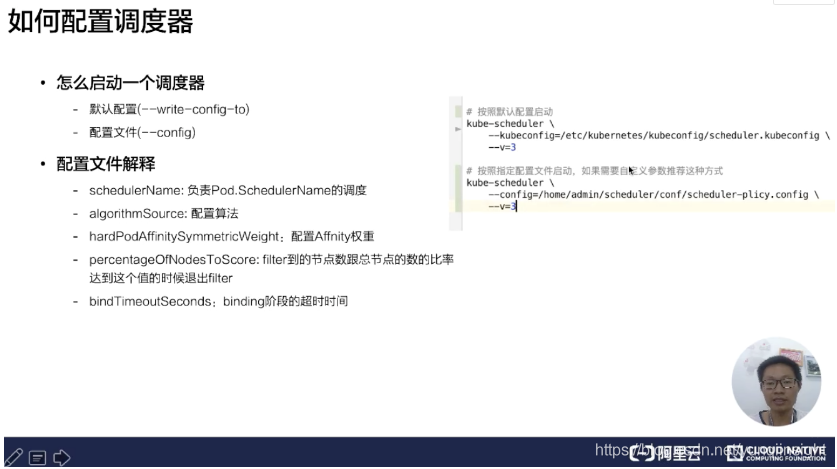 如何配置调度器
• 怎么启动一个调度器
- 默认配置(--write-config-to)
- 配置文件(--config)
• 配置文件解释
- schedulerName: 负责Pod.SchedulerName的调度
- algorithmSource: 配置算法
- hardPodAffinitySymmetricWeight：配置Affnity权重
- percentageOfNodesToScore: filter到的节点数跟总节点的数的比率
达到这个值的时候退出filter
- bindTimeoutSeconds：binding阶段的超时时间
# 按照默认配置启动
kube-scheduler \
--kubeconfig=/etc/kubernetes/kubeconfig/scheduler.kubeconfig \
--v=3
# 按照指定配置文件启动，如果需要自定义参数推荐这种方式
kube-scheduler \
--config=/home/admin/scheduler/conf/scheduler-plicy.config \
--v=3
阿里云
CLOUD NATIVE
COMPUTING FOUNDATION